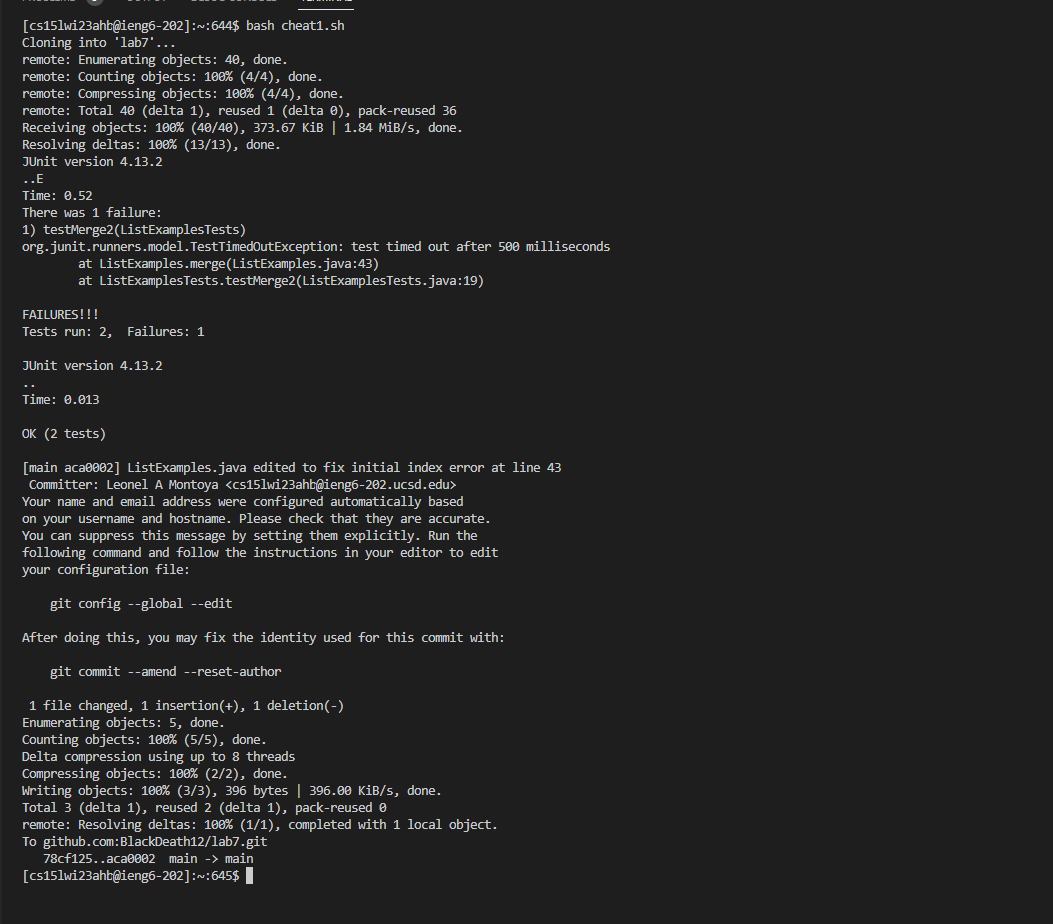 TERMINAL
[cs15lwi23ahb@ieng6-202]:~:644$ bash cheat1.sh
Cloning into 'lab7'...
remote: Enumerating objects: 40, done.
remote: Counting objects: 100% (4/4), done.
remote: Compressing objects: 100% (4/4), done.
remote: Total 40 (delta 1), reused 1 (delta 0), pack-reused 36
Receiving objects: 100% (40/40), 373.67 KiB | 1.84 MiB/s, done.
Resolving deltas: 100% (13/13), done.
JUnit version 4.13.2
..E
Time: 0.52
There was 1 failure:
1) testMerge2(ListExamplesTests)
org.junit.runners.model.TestTimedOutException: test timed out after 500 milliseconds
        at ListExamples.merge(ListExamples.java:43)
        at ListExamplesTests.testMerge2(ListExamplesTests.java:19)

FAILURES!!!
Tests run: 2,  Failures: 1

JUnit version 4.13.2
..
Time: 0.013

OK (2 tests)

[main aca0002] ListExamples.java edited to fix initial index error at line 43
 Committer: Leonel A Montoya <cs15lwi23ahb@ieng6-202.ucsd.edu>
Your name and email address were configured automatically based
on your username and hostname. Please check that they are accurate.
You can suppress this message by setting them explicitly. Run the
following command and follow the instructions in your editor to edit
your configuration file:

    git config --global --edit

After doing this, you may fix the identity used for this commit with:

    git commit --amend --reset-author

 1 file changed, 1 insertion(+), 1 deletion(-)
Enumerating objects: 5, done.
Counting objects: 100% (5/5), done.
Delta compression using up to 8 threads
Compressing objects: 100% (2/2), done.
Writing objects: 100% (3/3), 396 bytes | 396.00 KiB/s, done.
Total 3 (delta 1), reused 2 (delta 1), pack-reused 0
remote: Resolving deltas: 100% (1/1), completed with 1 local object.
To github.com:BlackDeath12/lab7.git
   78cf125..aca0002  main -> main
[cs15lwi23ahb@ieng6-202]:~:645$